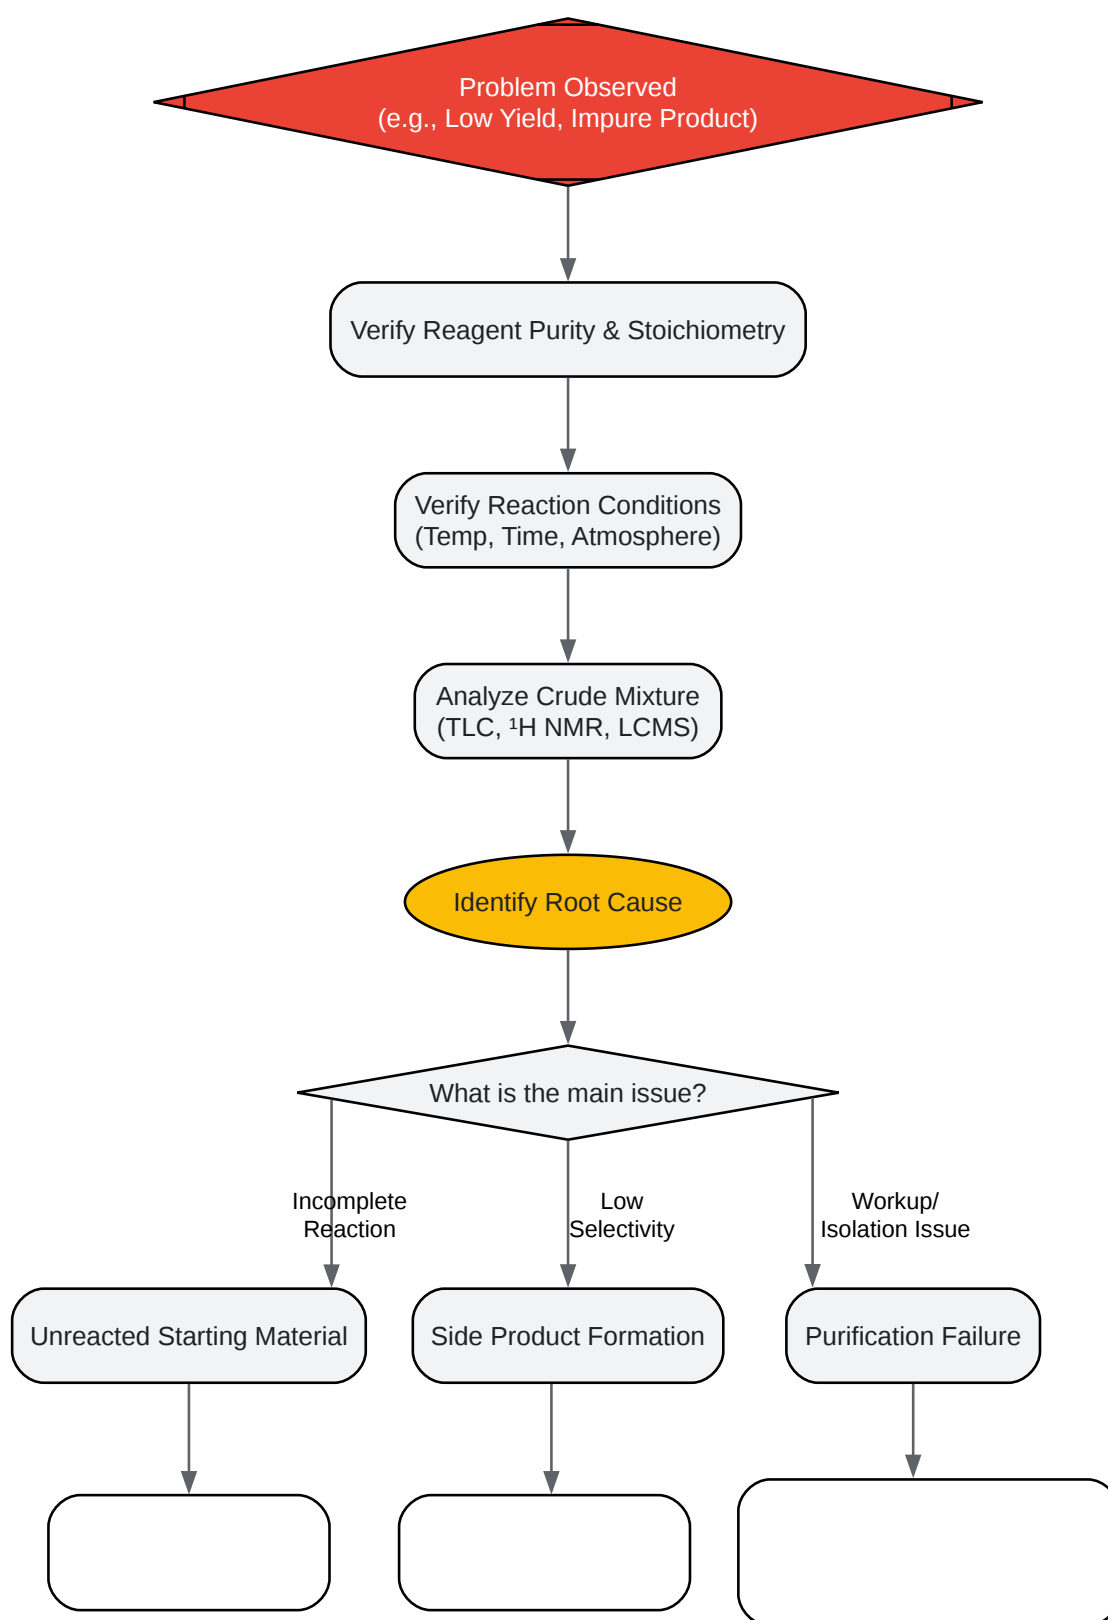 Problem Observed
(e.g., Low Yield, Impure Product)
Verify Reagent Purity & Stoichiometry
Verify Reaction Conditions
(Temp, Time, Atmosphere)
Analyze Crude Mixture
(TLC, ¹H NMR, LCMS)
Identify Root Cause
What is the main issue?
Incomplete
Reaction
Low
Selectivity
Workup/
Isolation Issue
Unreacted Starting Material
Side Product Formation
Purification Failure